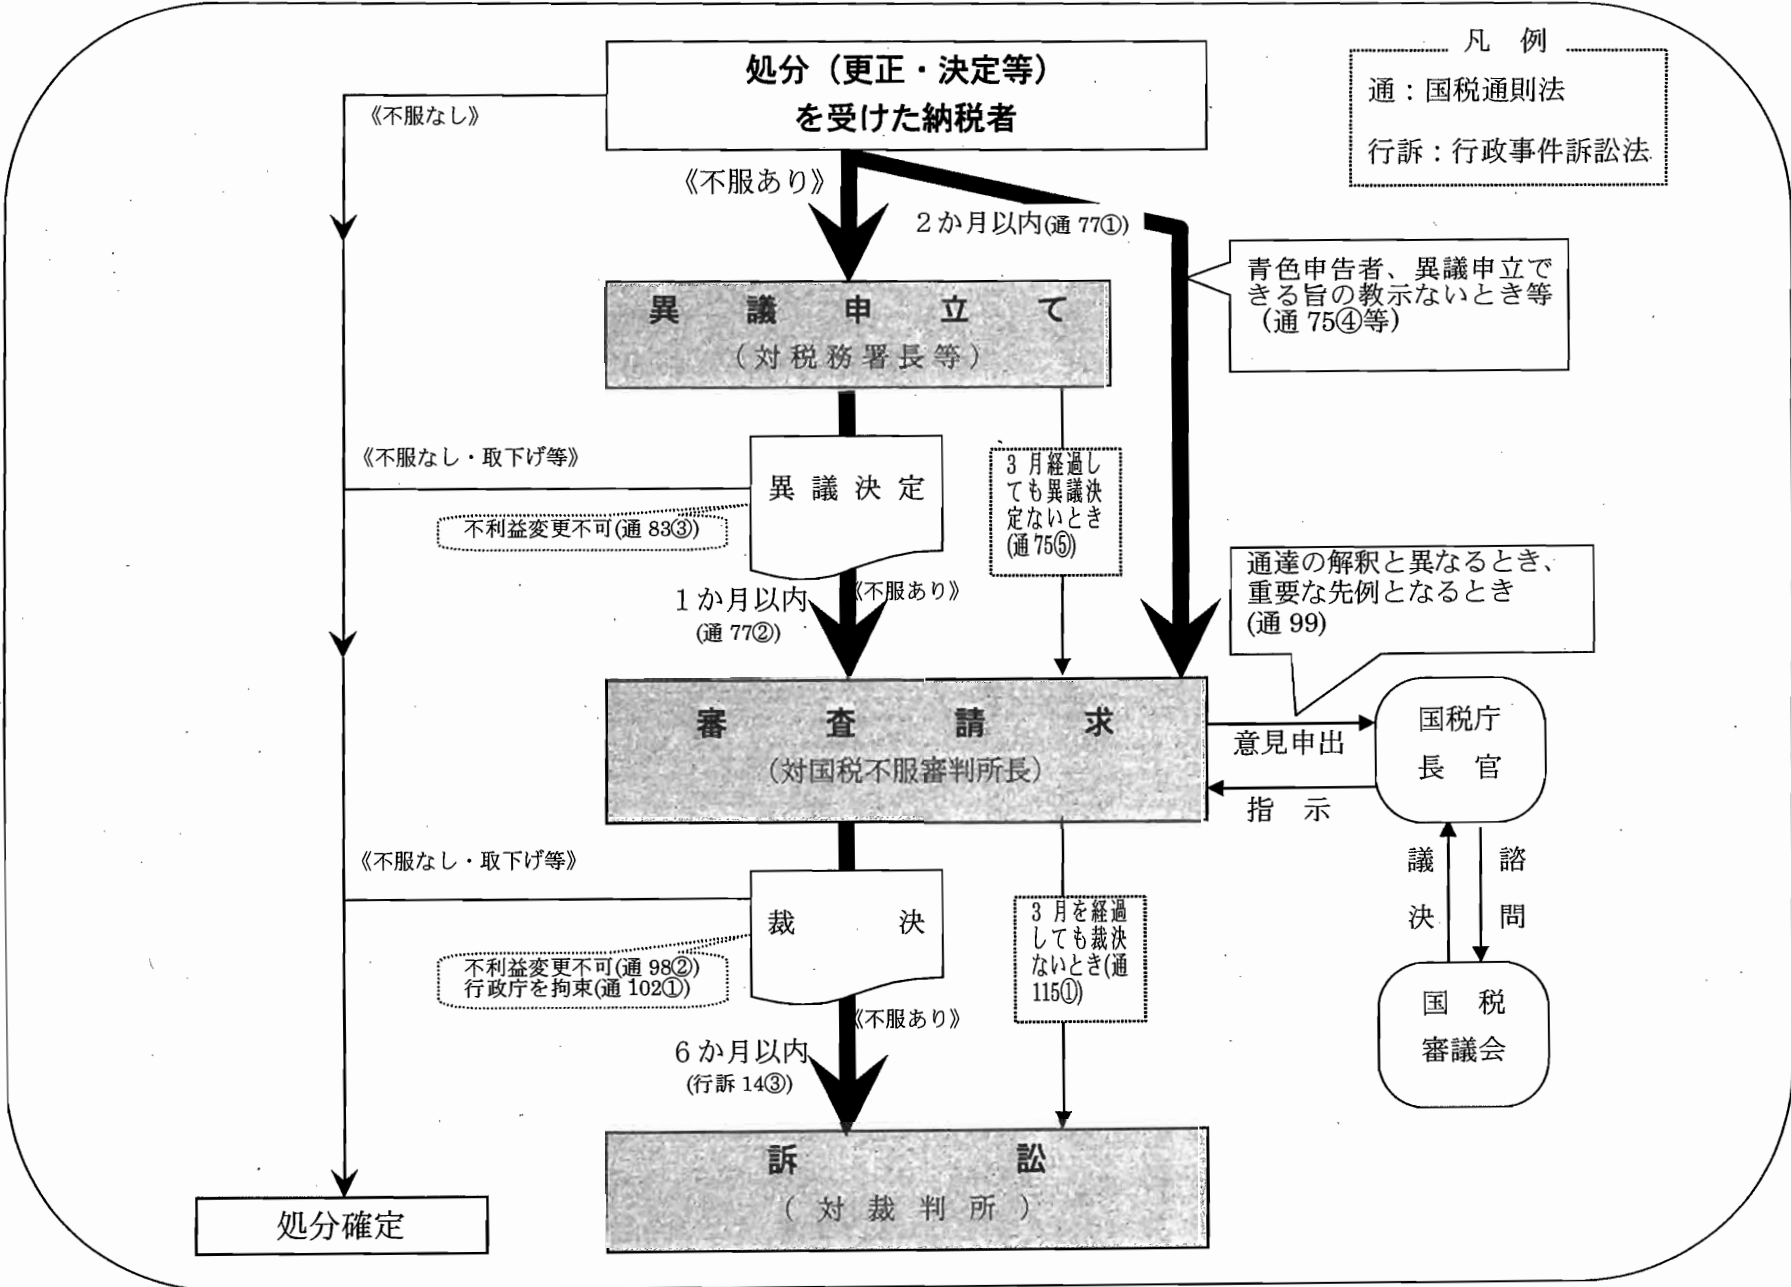 凡 例
通：国税通則法
行訴：行政事件訴訟法
処分（更正・決定等）
を受けた納税者
《不服なし》
《不服あり》
２か月以内(通 77①)
青色申告者、異議申立で
きる旨の教示ないとき等
（通 75④等）
異 議 申 立 て
（対税務署長等）
《不服なし・取下げ等》
異 議 決 定
不利益変更不可(通 83③)
3 月経過し
ても異議決
定ないとき
(通 75⑤)
１か月以内
(通 77②)
《不服あり》
通達の解釈と異なるとき、
重要な先例となるとき
(通 99)
審 査 請 求
（対国税不服審判所長）
意見申出
指 示
国税庁
長 官
議決
諮問
国 税
審議会
《不服なし・取下げ等》
裁 決
不利益変更不可(通 98②)
行政庁を拘束(通 102①)
3 月を経過
しても裁決
ないとき(通
115①)
《不服あり》
６か月以内
(行訴 14③)
訴 訟
（ 対 裁 判 所 ）
処分確定